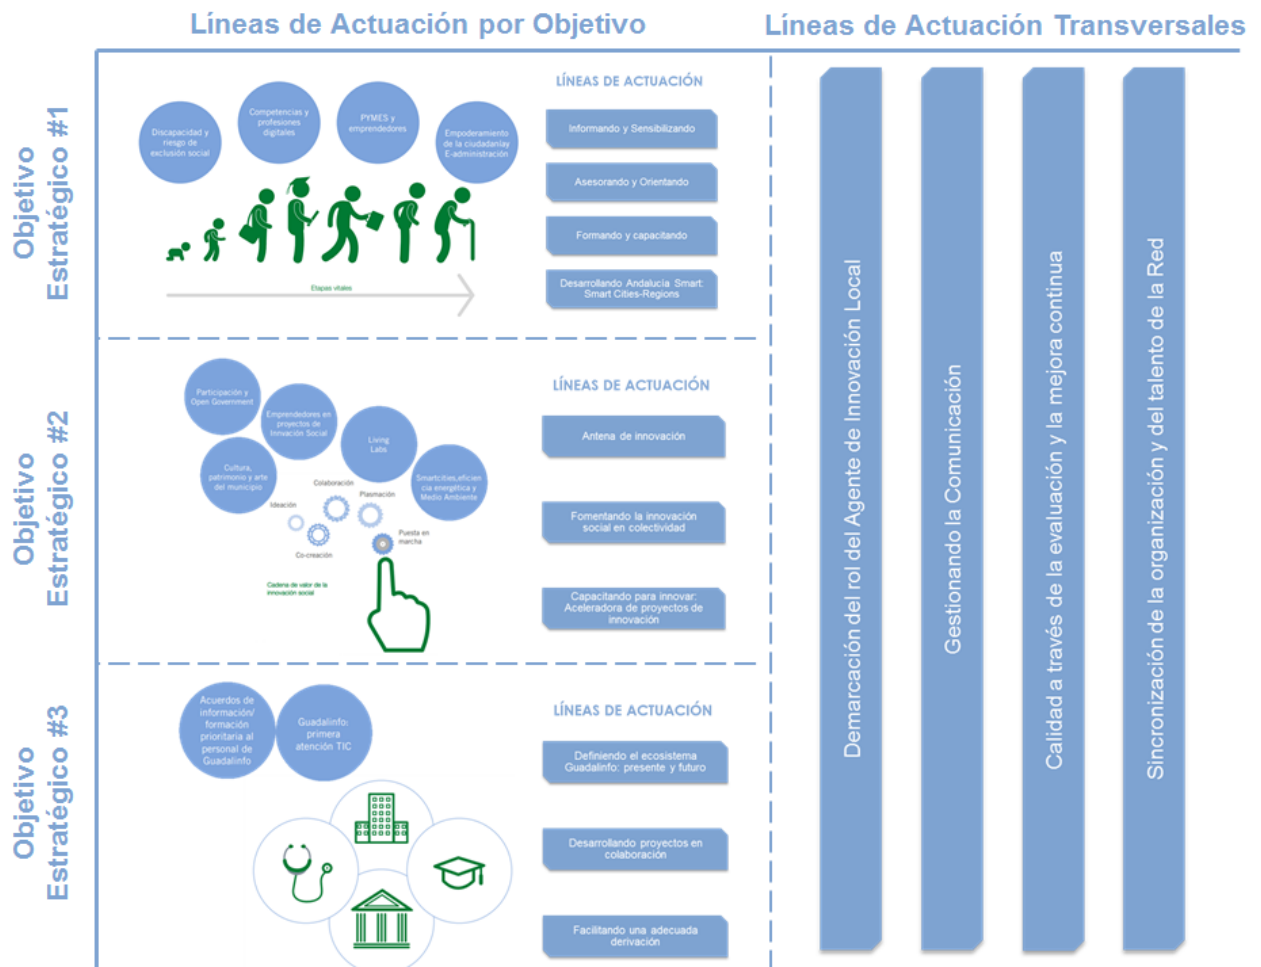 Líneas de Actuación por Objetivo
Líneas de Actuación Transversales
Objetivo
Estratégico #1
Discapacidad y
riesgo de
exclusión social
Competencias y
profesiones
digitales
PYMES y
emprendedores
Empoderamiento
de la ciudadaníay
E-administración
Etapas vitales
LÍNEAS DE ACTUACIÓN
Informando y Sensibilizando
Asesorando y Orientando
Formando y capacitando
Desarrollando Andalucía Smart:
Smart Cities-Regions
Objetivo
Estratégico #2
Participación y
Open Government
Emprendedores en
proyectos de
Innvación Social
Cultura,
patrimonio y arte
del municipio
Living
Labs
Smartcities,eficien
cia energética y
Medio Ambiente
Ideación
Co-creación
Colaboración
Plasmación
Puesta en
marcha
Cadena de valor de la
innovación social
LÍNEAS DE ACTUACIÓN
Antena de innovación
Fomentando la innovación
social en colectividad
Capacitando para innovar:
Aceleradora de proyectos de
innovación
Objetivo
Estratégico #3
Acuerdos de
información/
formación
prioritaria al
personal de
Guadalinfo
Guadalinfo:
primera
atención TIC
LÍNEAS DE ACTUACIÓN
Definiendo el ecosistema
Guadalinfo: presente y futuro
Desarrollando proyectos en
colaboración
Facilitando una adecuada
derivación
Demarcación del rol del Agente de Innovación Local
Gestionando la Comunicación
Calidad a través de la evaluación y la mejora continua
Sincronización de la organización y del talento de la Red